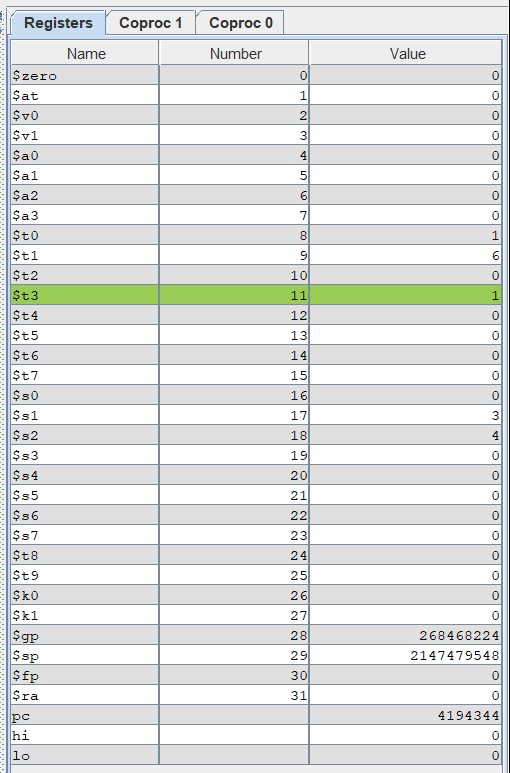 Registers Coproc 1 Coproc 0
Name Number Value
$zero 0 0
$at 1 0
$v0 2 0
$v1 3 0
$a0 4 0
$a1 5 0
$a2 6 0
$a3 7 0
$t0 8 1
$t1 9 6
$t2 10 0
$t3 11 1
$t4 12 0
$t5 13 0
$t6 14 0
$t7 15 0
$s0 16 0
$s1 17 3
$s2 18 4
$s3 19 0
$s4 20 0
$s5 21 0
$s6 22 0
$s7 23 0
$t8 24 0
$t9 25 0
$k0 26 0
$k1 27 0
$gp 28 268468224
$sp 29 2147479548
$fp 30 0
$ra 31 0
pc 4194344
hi 0
lo 0